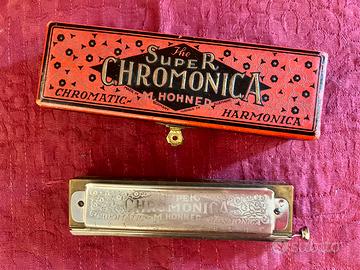 The
SUPER
CHROMONICA
M. HOHNER
CHROMATIC
HARMONICA
CHROMONICA
M. HOHNER